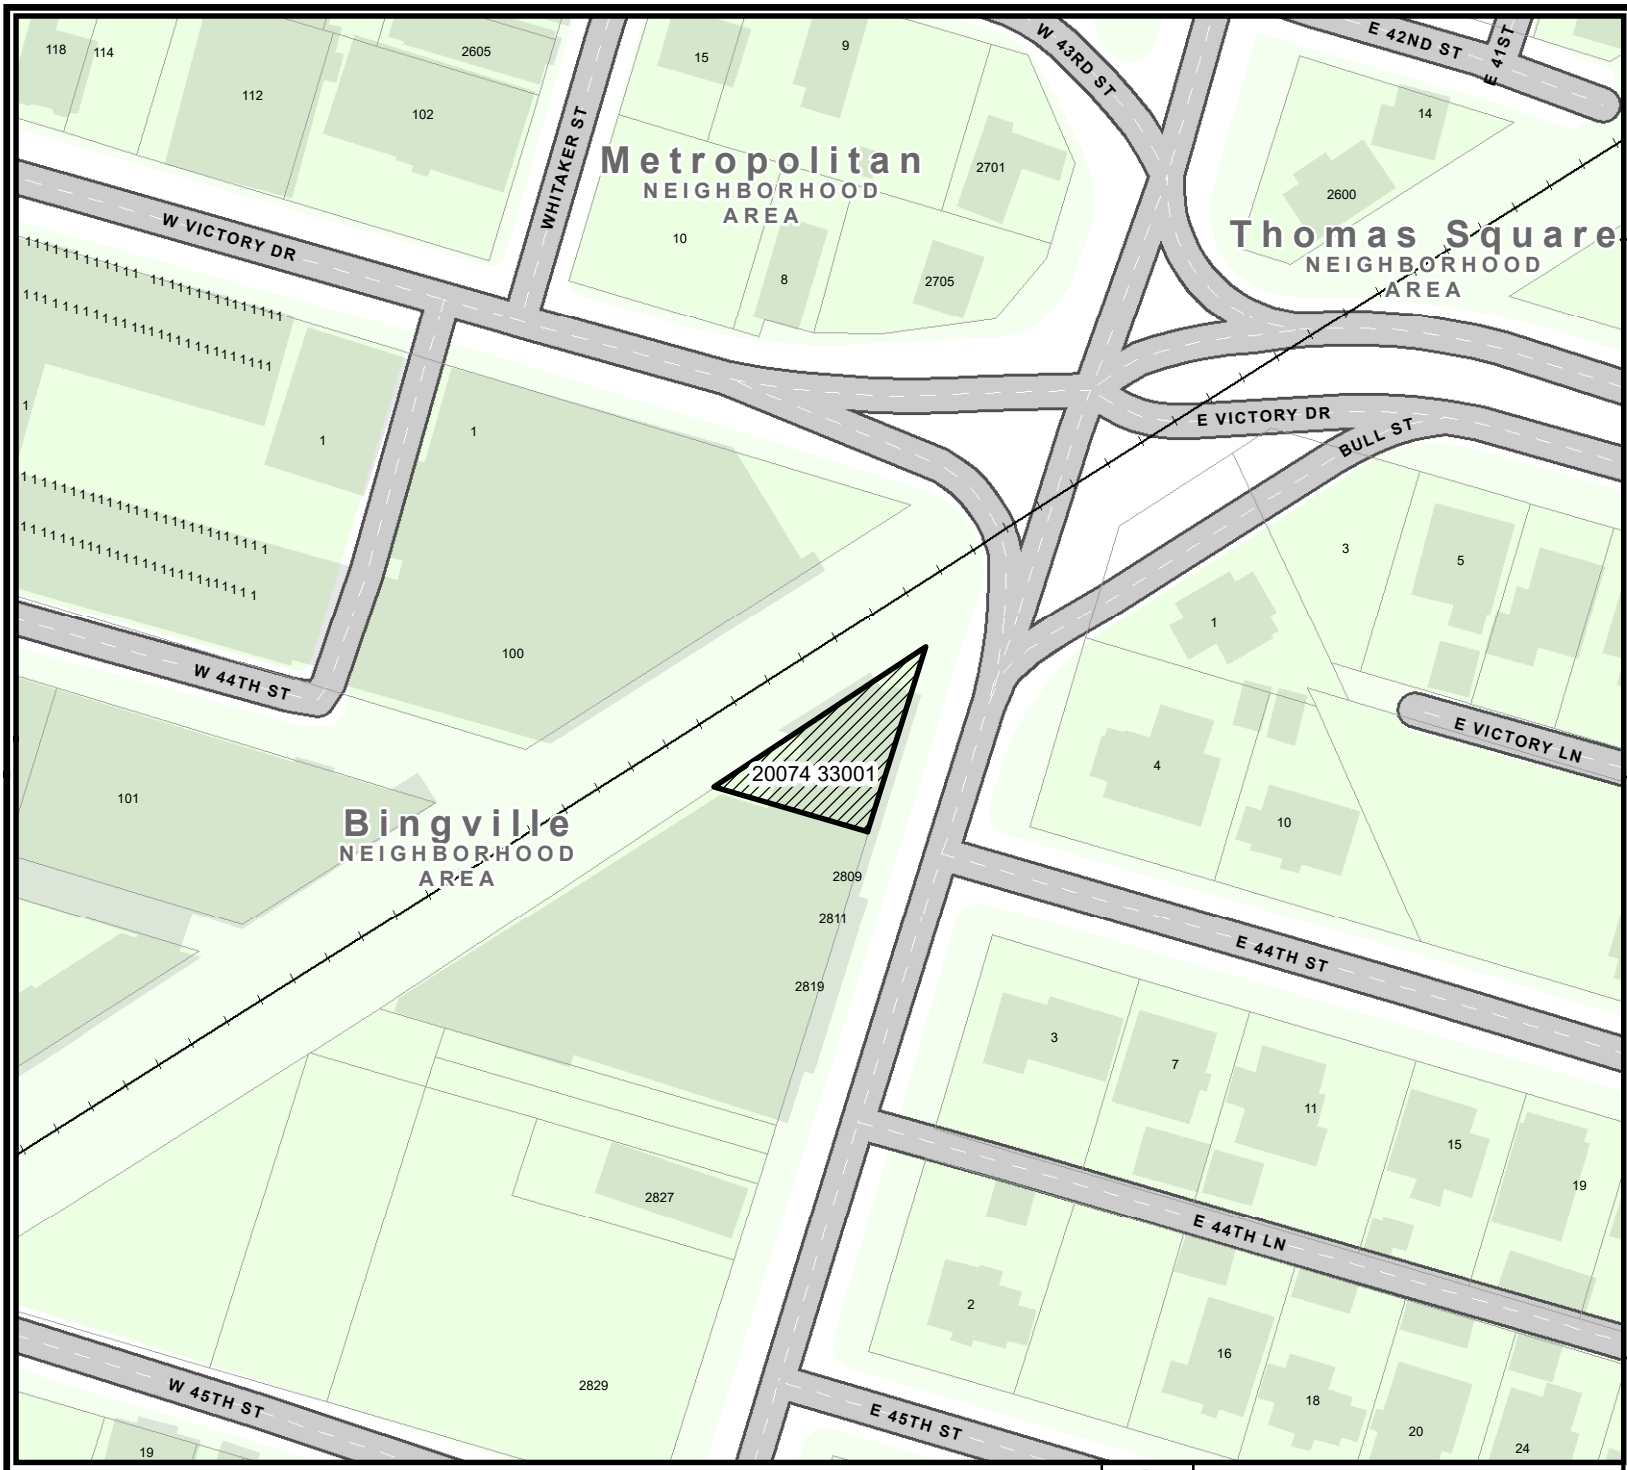 118
114
112
2605
102
WHITAKER ST
15
9
W 43RD ST
E 42ND ST
E 41ST
14
Metropolitan
NEIGHBORHOOD
AREA
2701
2600
W VICTORY DR
10
8
2705
Thomas Square
NEIGHBORHOOD
AREA
1
1
1
E VICTORY DR
BULL ST
3
5
1
100
W 44TH ST
4
E VICTORY LN
101
20074 33001
Bingville
NEIGHBORHOOD
AREA
10
2809
2811
E 44TH ST
2819
3
7
11
15
19
2827
E 44TH LN
2
16
2829
W 45TH ST
E 45TH ST
18
20
24
19